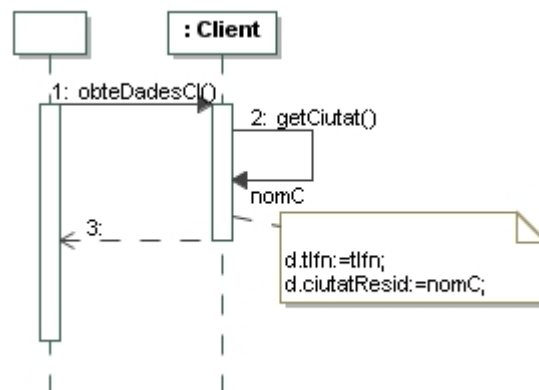 : Client
1: obteDadesCl()
2: getCiutat()
nomC
3:
d.tlfn:=tlfn;
d.ciutatResid:=nomC;